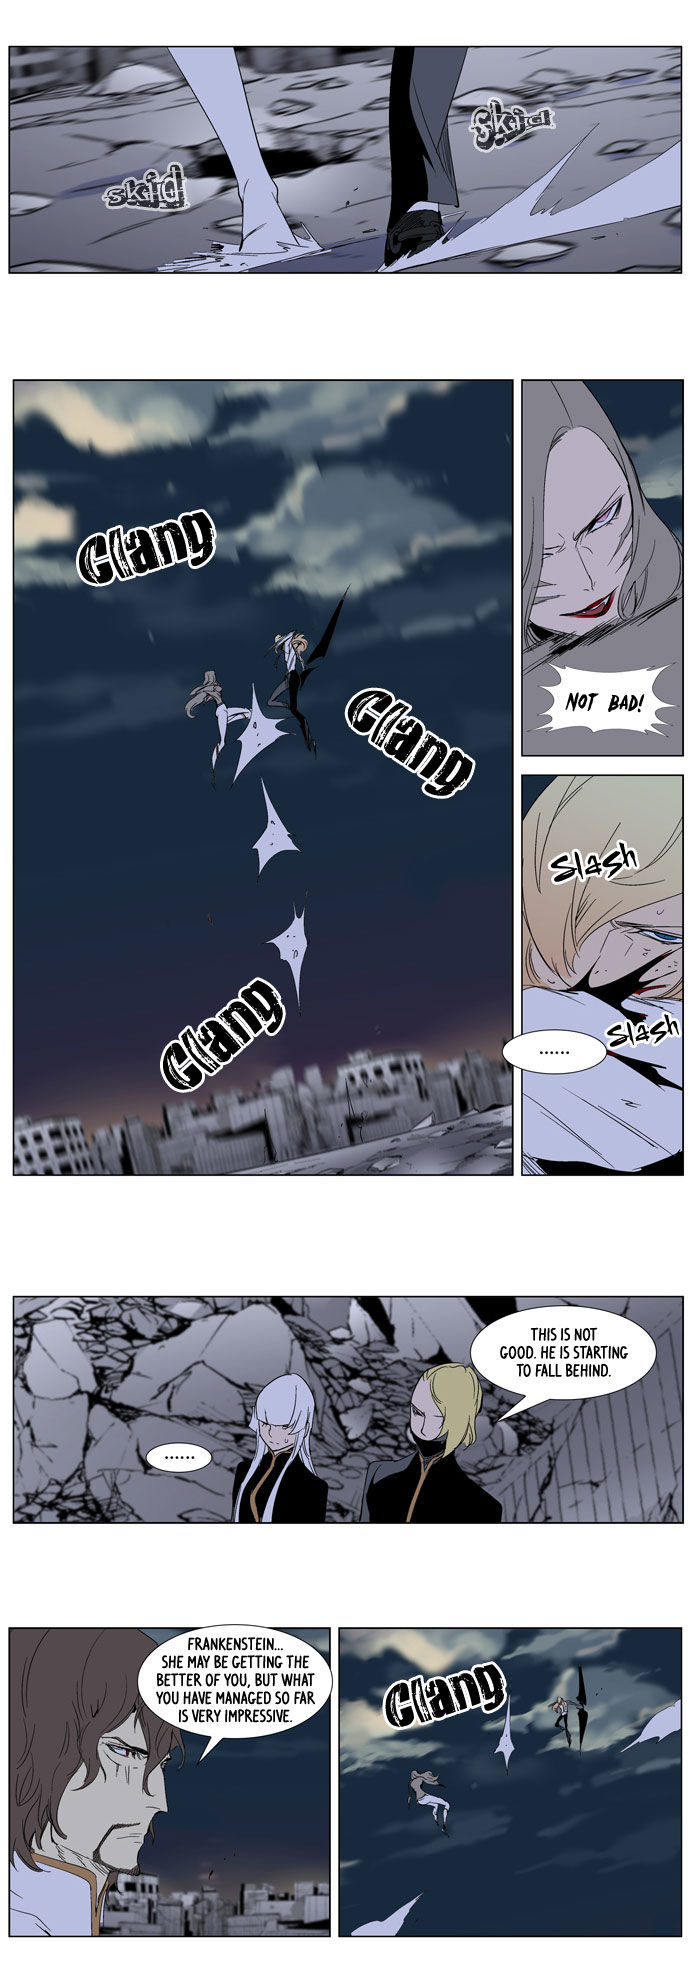 skid
skid
Clang
Clang
Clang
NOT BAD!
Slash
Slash
......
THIS IS NOT
GOOD. HE IS STARTING
TO FALL BEHIND.
......
FRANKENSTEIN...
SHE MAY BE GETTING THE
BETTER OF YOU, BUT WHAT
YOU HAVE MANAGED SO FAR
IS VERY IMPRESSIVE.
Clang